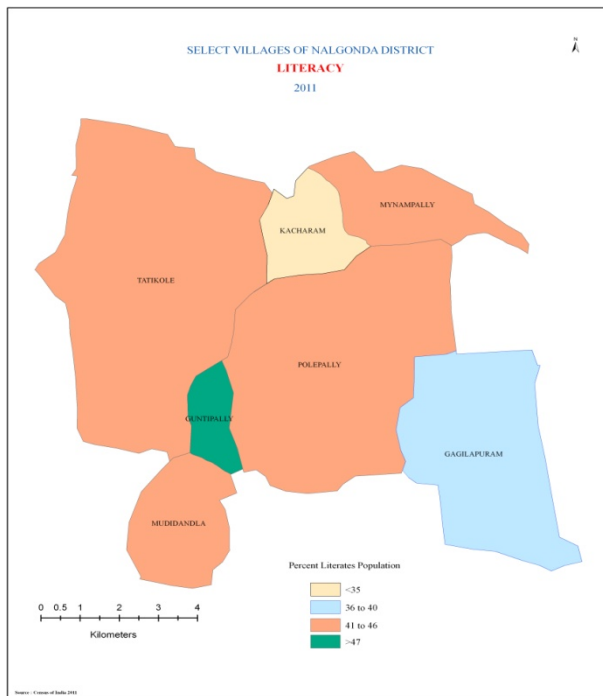 SELECT VILLAGES OF NALGONDA DISTRICT
N
LITERACY
2011
MYNAMPALLY
KACHARAM
TATIKOLE
POLEPALLY
GUNTIPALLY
GAGILAPURAM
MUDIDANDLA
Percent Literates Population
<35
36 to 40
41 to 46
>47
0 0.5 1 2 3 4
Kilometers
Source - Census of India 2011